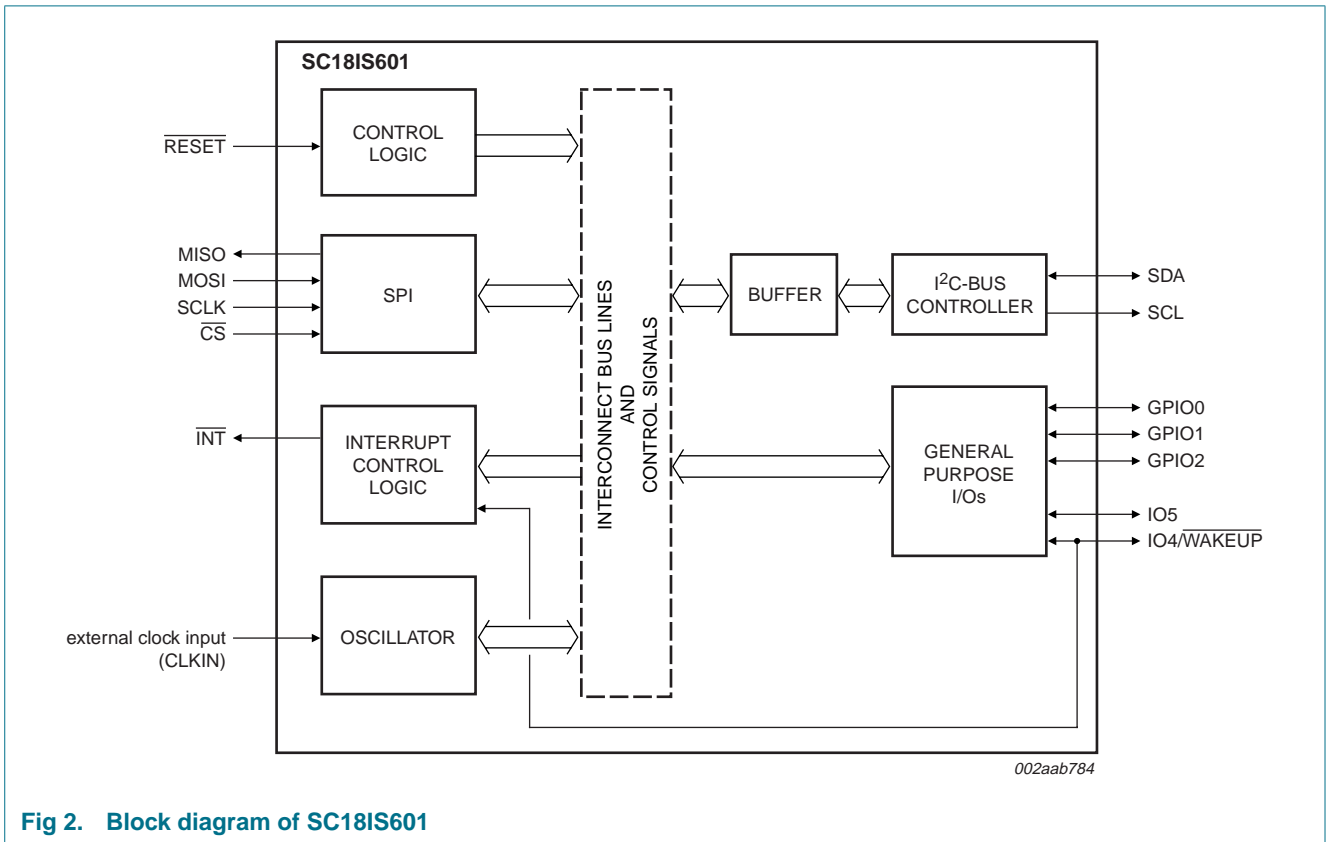 SC18IS601
RESET
CONTROL
LOGIC
MISO
MOSI
SCLK
CS
SPI
INT
INTERRUPT
CONTROL
LOGIC
external clock input
(CLKIN)
OSCILLATOR
INTERCONNECT BUS LINES
AND
CONTROL SIGNALS
BUFFER
I2C-BUS
CONTROLLER
SDA
SCL
GENERAL
PURPOSE
I/Os
GPIO0
GPIO1
GPIO2
IO5
IO4/WAKEUP
002aab784
Fig 2. Block diagram of SC18IS601